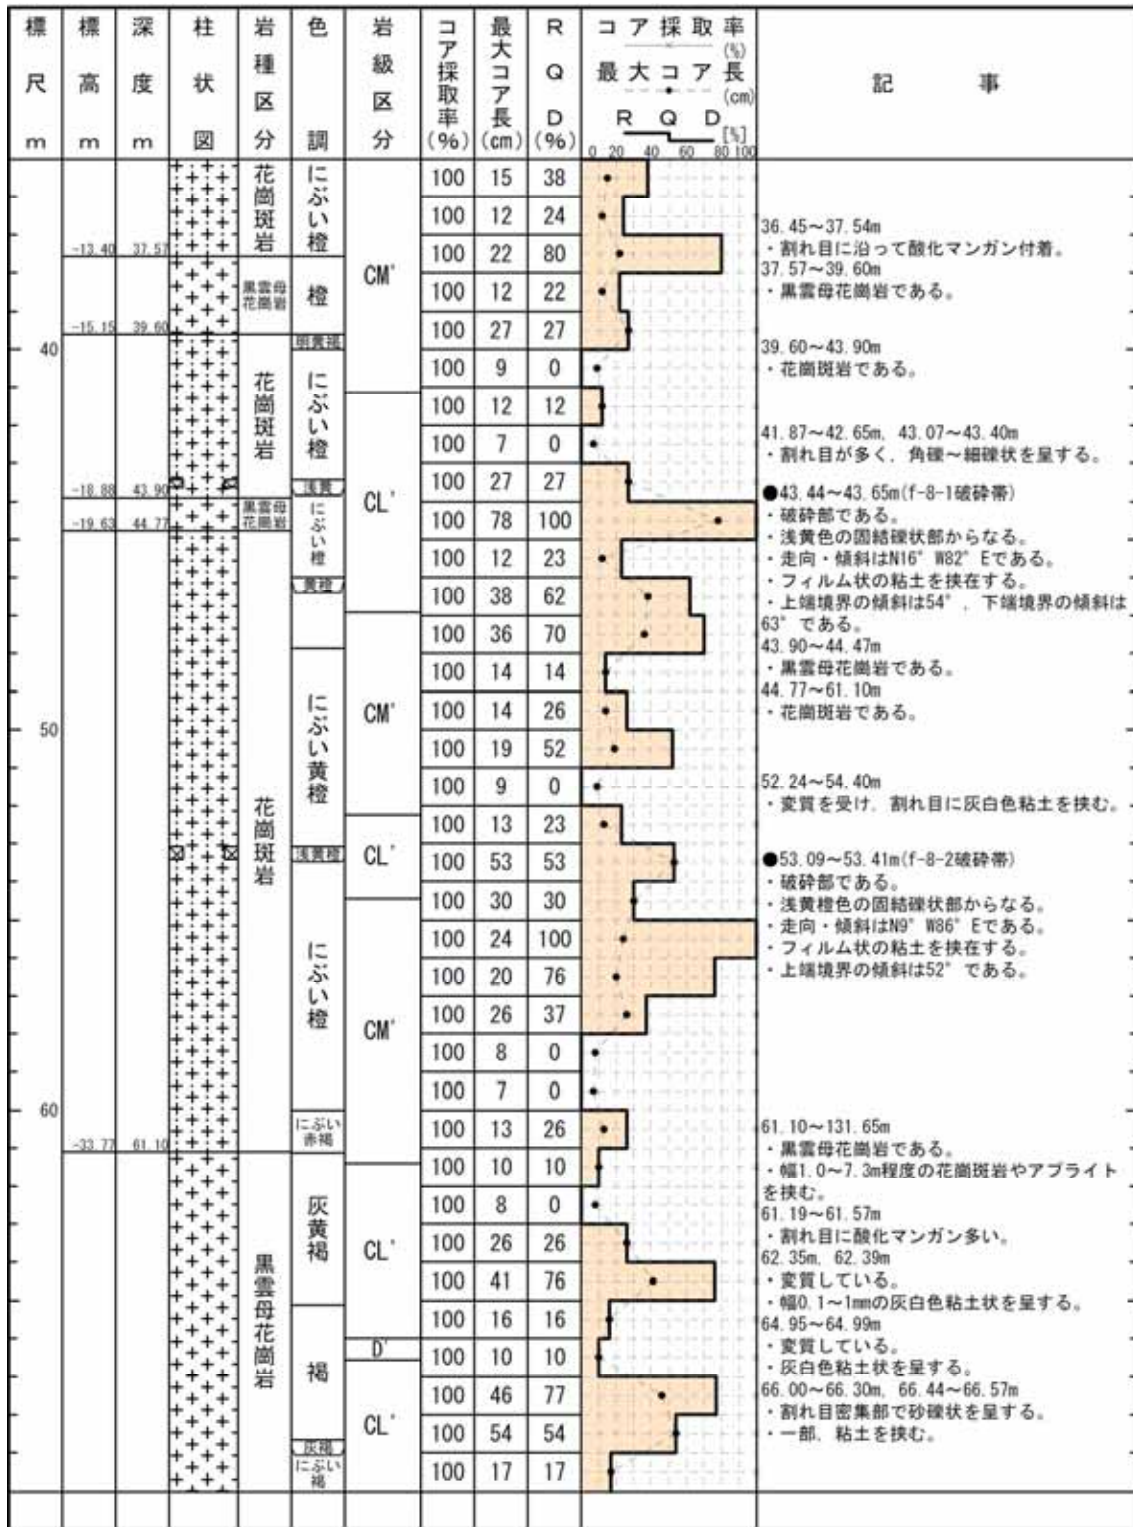 標尺 m
標高 m
深度 m
柱状図
岩種区分
色調
岩級区分
コア採取率(%)
最大コア長(cm)
RQD(%)
コア採取率(%)
最大コア長(cm)
RQD[%]
0 20 40 60 80 100
記事
40
50
60
-13.40 37.57
-15.15 39.60
-18.88 43.90
-19.63 44.77
-33.77 61.10
花崗斑岩
黒雲母花崗岩
花崗斑岩
黒雲母花崗岩
花崗斑岩
黒雲母花崗岩
にぶい橙
橙
明黄褐
にぶい橙
浅黄
にぶい橙
黄橙
にぶい黄橙
浅黄橙
にぶい橙
にぶい赤褐
灰黄褐
褐
灰褐
にぶい褐
CM'
CL'
CM'
CL'
CM'
CL'
D'
CL'
100 15 38
100 12 24
100 22 80
100 12 22
100 27 27
100 9 0
100 12 12
100 7 0
100 27 27
100 78 100
100 12 23
100 38 62
100 36 70
100 14 14
100 14 26
100 19 52
100 9 0
100 13 23
100 53 53
100 30 30
100 24 100
100 20 76
100 26 37
100 8 0
100 7 0
100 13 26
100 10 10
100 8 0
100 26 26
100 41 76
100 16 16
100 10 10
100 46 77
100 54 54
100 17 17
36.45～37.54m
・割れ目に沿って酸化マンガン付着。
37.57～39.60m
・黒雲母花崗岩である。
39.60～43.90m
・花崗斑岩である。
41.87～42.65m, 43.07～43.40m
・割れ目が多く、角礫～細礫状を呈する。
●43.44～43.65m(f-8-1破砕帯)
・破砕部である。
・浅黄色の固結礫状部からなる。
・走向・傾斜はN16°W82°Eである。
・フィルム状の粘土を挟在する。
・上端境界の傾斜は54°, 下端境界の傾斜は
63°である。
43.90～44.47m
・黒雲母花崗岩である。
44.77～61.10m
・花崗斑岩である。
52.24～54.40m
・変質を受け、割れ目に灰白色粘土を挟む。
●53.09～53.41m(f-8-2破砕帯)
・破砕部である。
・浅黄橙色の固結礫状部からなる。
・走向・傾斜はN9°W86°Eである。
・フィルム状の粘土を挟在する。
・上端境界の傾斜は52°である。
61.10～131.65m
・黒雲母花崗岩である。
・幅1.0～7.3m程度の花崗斑岩やアプライト
を挟む。
61.19～61.57m
・割れ目に酸化マンガン多い。
62.35m, 62.39m
・変質している。
・幅0.1～1mmの灰白色粘土状を呈する。
64.95～64.99m
・変質している。
・灰白色粘土状を呈する。
66.00～66.30m, 66.44～66.57m
・割れ目密集部で砂礫状を呈する。
・一部、粘土を挟む。